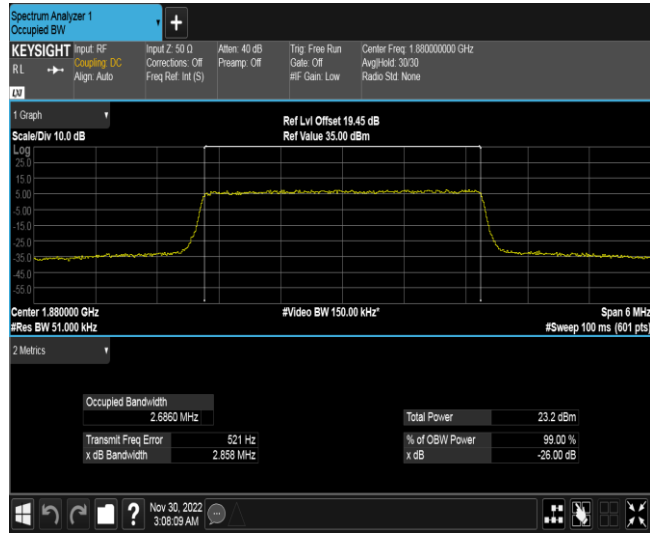 Spectrum Analyzer 1
Occupied BW
+
KEYSIGHT
RL
LXI
Input: RF
Coupling: DC
Align: Auto
Input Z: 50 Ω
Corrections: Off
Freq Ref: Int (S)
Atten: 40 dB
Preamp: Off
Trig: Free Run
Gate: Off
#IF Gain: Low
Center Freq: 1.880000000 GHz
Avg|Hold: 30/30
Radio Std: None
1 Graph
Scale/Div 10.0 dB
Ref Lvl Offset 19.45 dB
Ref Value 35.00 dBm
Log
25.0
15.0
5.00
-5.00
-15.0
-25.0
-35.0
-45.0
-55.0
Center 1.880000 GHz
#Video BW 150.00 kHz*
Span 6 MHz
#Res BW 51.000 kHz
#Sweep 100 ms (601 pts)
2 Metrics
Occupied Bandwidth
2.6860 MHz
Total Power 23.2 dBm
Transmit Freq Error 521 Hz
% of OBW Power 99.00 %
x dB Bandwidth 2.858 MHz
x dB -26.00 dB
?
Nov 30, 2022
3:08:09 AM